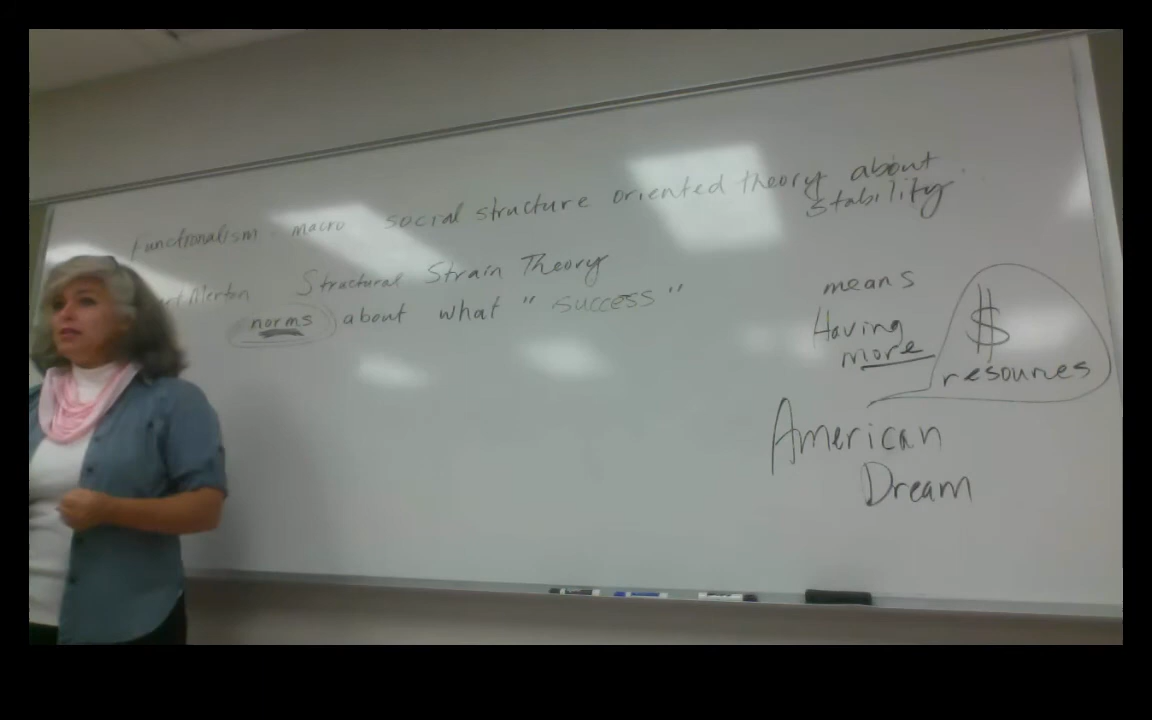 Functionalism - macro social structure oriented theory about
stability
Merton Structural Strain Theory
norms about what "success"
means
Having
more
$
resources
American
Dream